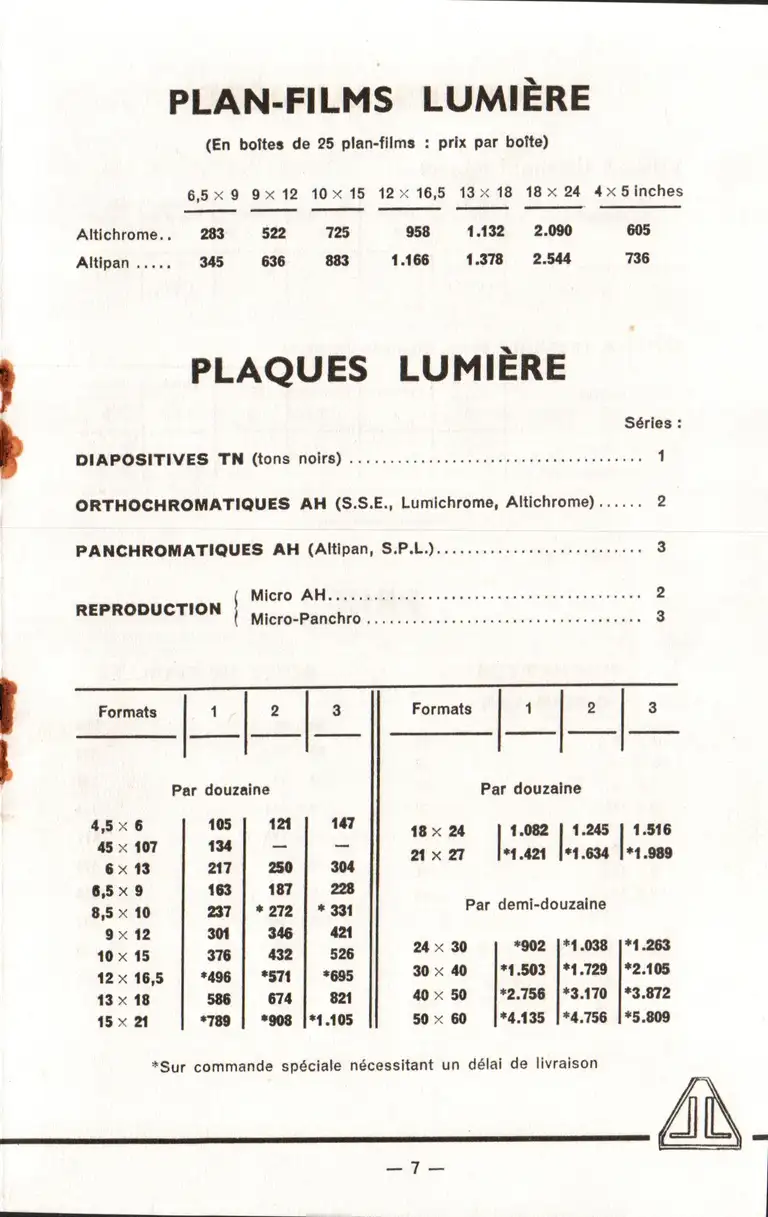 PLAN-FILMS LUMIÈRE
(En boîtes de 25 plan-films : prix par boîte)
6,5 × 9 9 × 12 10 × 15 12 × 16,5 13 × 18 18 × 24 4 × 5 inches
Altichrome.. 283 522 725 958 1.132 2.090 605
Altipan ..... 345 636 883 1.166 1.378 2.544 736
PLAQUES LUMIÈRE
Séries :
DIAPOSITIVES TN (tons noirs) ..................................... 1
ORTHOCHROMATIQUES AH (S.S.E., Lumichrome, Altichrome)...... 2
PANCHROMATIQUES AH (Altipan, S.P.L.)........................... 3
REPRODUCTION { Micro AH......................................... 2
Micro-Panchro .................................... 3
Formats 1 2 3
Par douzaine
4,5 × 6 105 121 147
45 × 107 134 — —
6 × 13 217 250 304
6,5 × 9 163 187 228
8,5 × 10 237 * 272 * 331
9 × 12 301 346 421
10 × 15 376 432 526
12 × 16,5 *496 *571 *695
13 × 18 586 674 821
15 × 21 *789 *908 *1.105
Formats 1 2 3
Par douzaine
18 × 24 1.082 1.245 1.516
21 × 27 *1.421 *1.634 *1.989
Par demi-douzaine
24 × 30 *902 *1.038 *1.263
30 × 40 *1.503 *1.729 *2.105
40 × 50 *2.756 *3.170 *3.872
50 × 60 *4.135 *4.756 *5.809
*Sur commande spéciale nécessitant un délai de livraison
JL
— 7 —